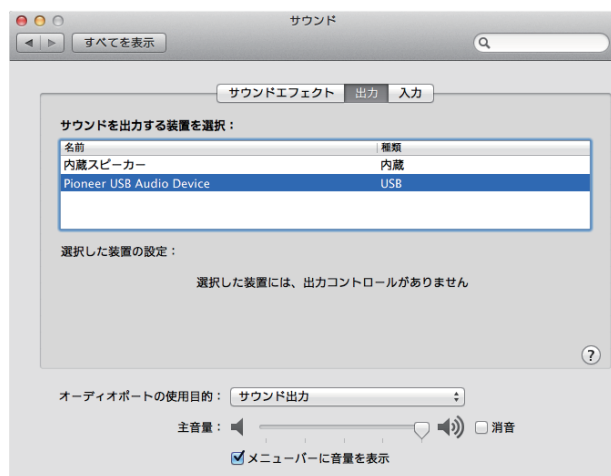 サウンド
すべてを表示
サウンドエフェクト 出力 入力
サウンドを出力する装置を選択：
名前 種類
内蔵スピーカー 内蔵
Pioneer USB Audio Device USB
選択した装置の設定：
選択した装置には、出力コントロールがありません
?
オーディオポートの使用目的： サウンド出力
主音量： 消音
メニューバーに音量を表示